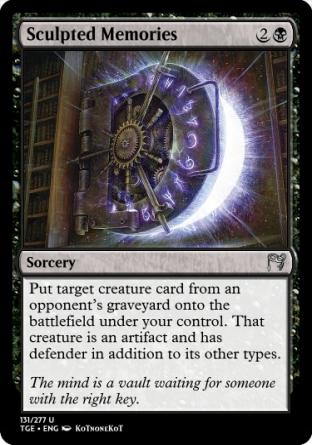 Sculpted Memories 2
Sorcery
Put target creature card from an
opponent's graveyard onto the
battlefield under your control. That
creature is an artifact and has
defender in addition to its other types.
The mind is a vault waiting for someone
with the right key.
131/277 U
TGE • ENG KoTnoneKoT